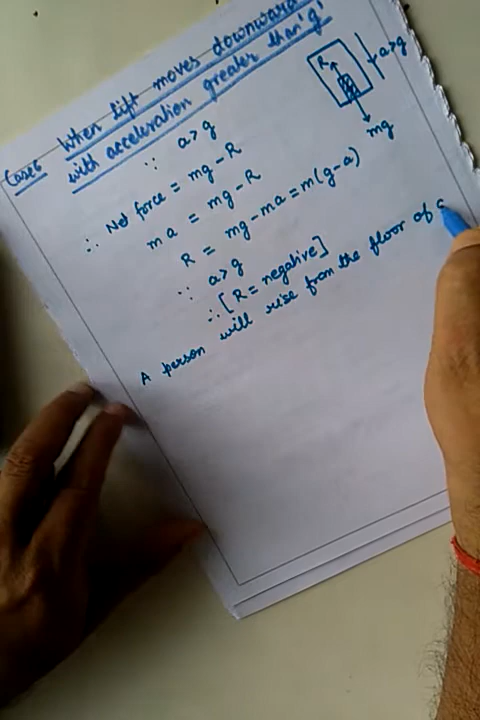 Case 6 When lift moves downward
with acceleration greater than 'g'
R
a>g
mg
∵ a>g
∴ Net force = mg - R
ma = mg - R
R = mg - ma = m(g-a)
∵ a>g
∴ [R = negative]
A person will rise from the floor of